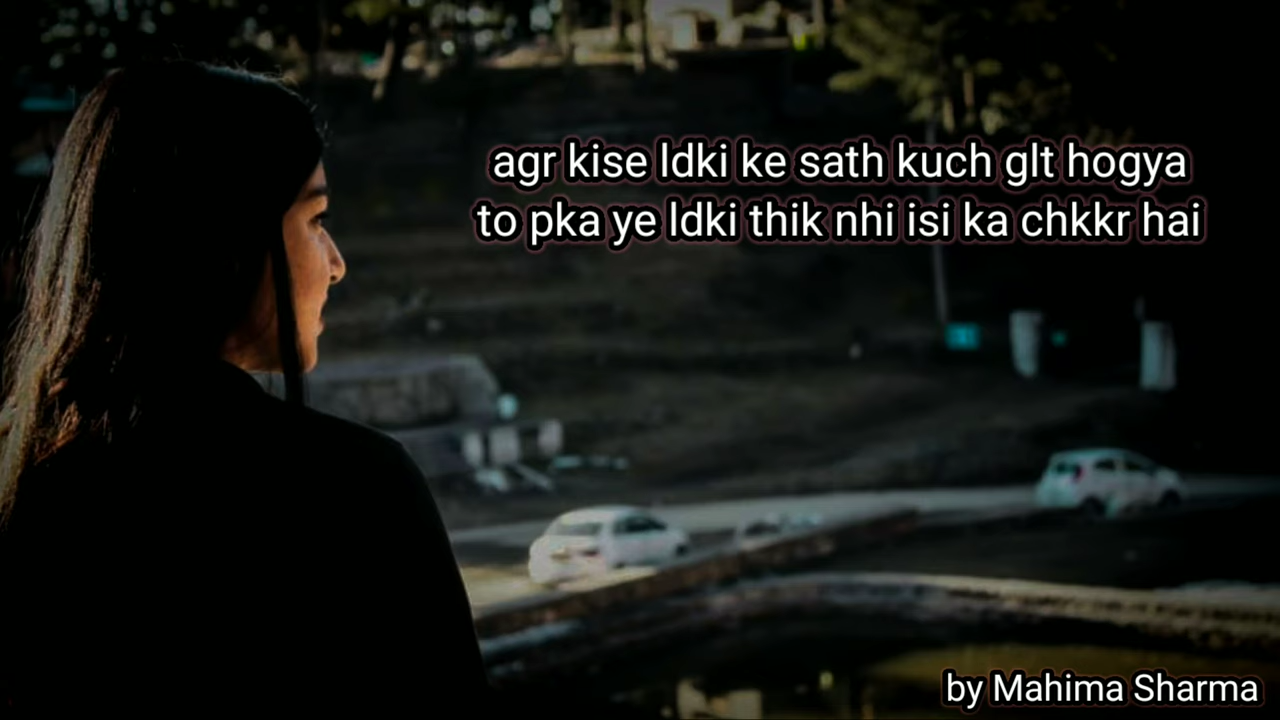 agr kise ldki ke sath kuch glt hogya
to pka ye ldki thik nhi isi ka chkkr hai
by Mahima Sharma